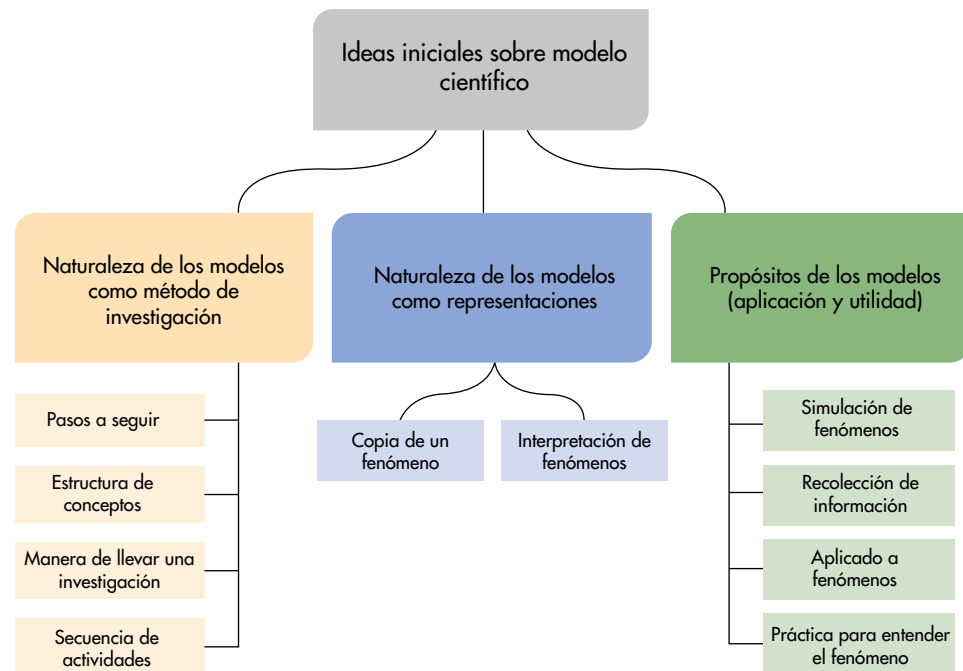 Ideas iniciales sobre modelo
científico
Naturaleza de los modelos
como método de
investigación
Pasos a seguir
Estructura de
conceptos
Manera de llevar una
investigación
Secuencia de
actividades
Naturaleza de los modelos
como representaciones
Copia de un
fenómeno
Interpretación de
fenómenos
Propósitos de los modelos
(aplicación y utilidad)
Simulación de
fenómenos
Recolección de
información
Aplicado a
fenómenos
Práctica para entender
el fenómeno